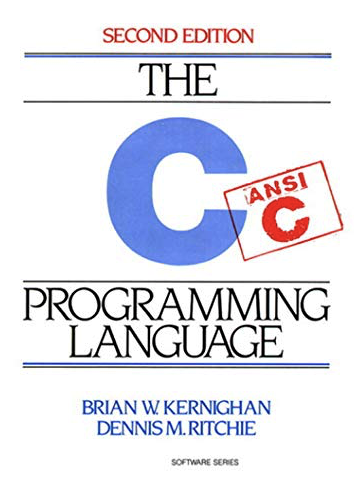 SECOND EDITION
THE
C
ANSI
C
PROGRAMMING
LANGUAGE
BRIAN W. KERNIGHAN
DENNIS M. RITCHIE
SOFTWARE SERIES